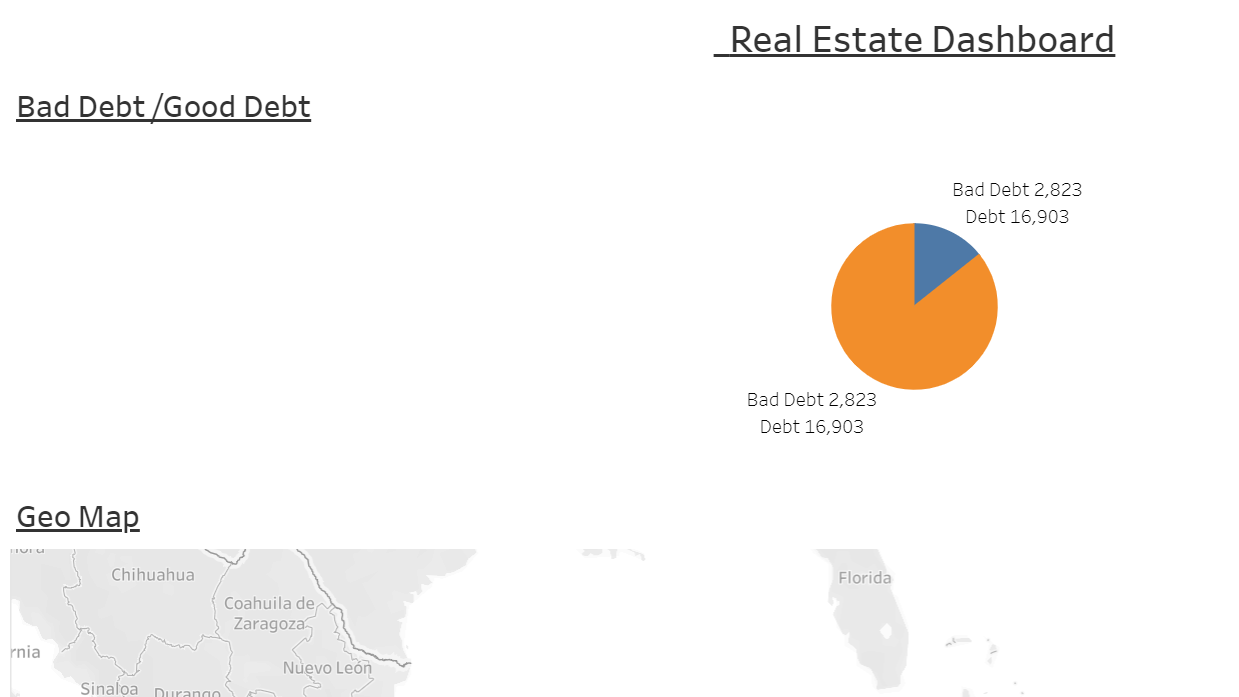 Real Estate Dashboard
Bad Debt /Good Debt
Bad Debt 2,823
Debt 16,903
Bad Debt 2,823
Debt 16,903
Geo Map
Chihuahua
Florida
Coahuila de
Zaragoza
rnia
Nuevo León
Sinaloa
Durango